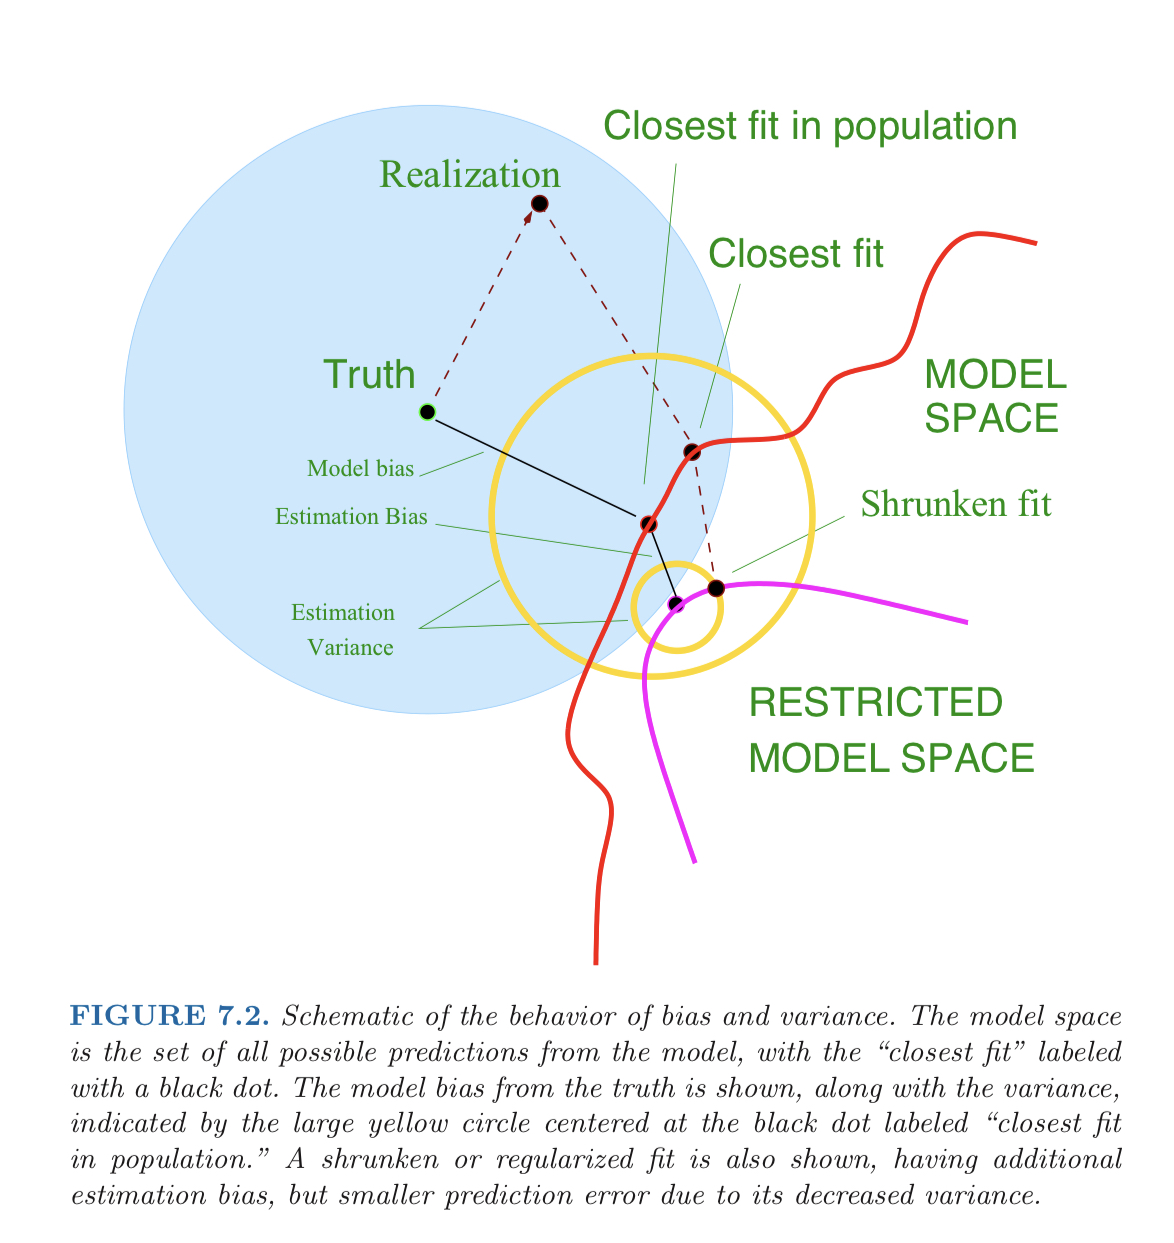 Closest fit in population
Realization
Closest fit
Truth
MODEL
SPACE
Model bias
Shrunken fit
Estimation Bias
Estimation
Variance
RESTRICTED
MODEL SPACE
FIGURE 7.2. Schematic of the behavior of bias and variance. The model space
is the set of all possible predictions from the model, with the “closest fit” labeled
with a black dot. The model bias from the truth is shown, along with the variance,
indicated by the large yellow circle centered at the black dot labeled “closest fit
in population.” A shrunken or regularized fit is also shown, having additional
estimation bias, but smaller prediction error due to its decreased variance.